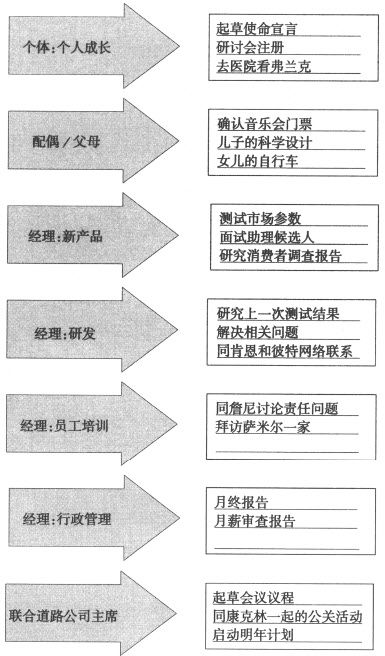 个体:个人成长
起草使命宣言
研讨会注册
去医院看弗兰克
配偶/父母
确认音乐会门票
儿子的科学设计
女儿的自行车
经理:新产品
测试市场参数
面试助理候选人
研究消费者调查报告
经理:研发
研究上一次测试结果
解决相关问题
同肯恩和彼特网络联系
经理:员工培训
同詹尼讨论责任问题
拜访萨米尔一家
经理:行政管理
月终报告
月薪审查报告
联合道路公司主席
起草会议议程
同康克林一起的公关活动
启动明年计划